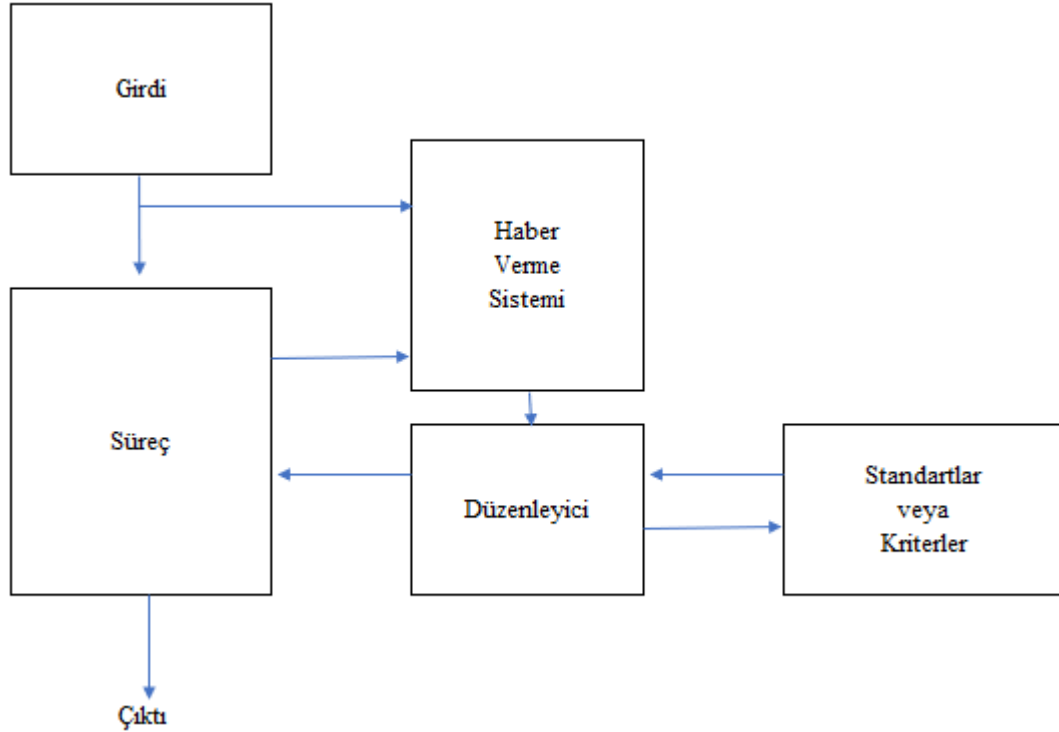 Girdi
Haber
Verme
Sistemi
Süreç
Düzenleyici
Standartlar
veya
Kriterler
Çıktı